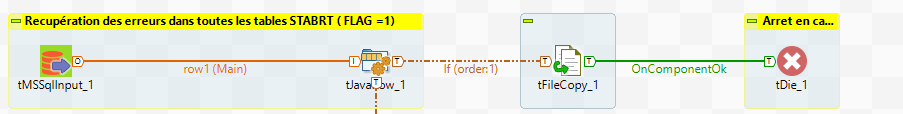 Recupération des erreurs dans toutes les tables STABRT ( FLAG =1)
Arret en ca...
O
row1 (Main)
I
T
If (order:1)
T
T
OnComponentOk
T
tMSSqlInput_1
tJavaRow_1
tFileCopy_1
tDie_1
T